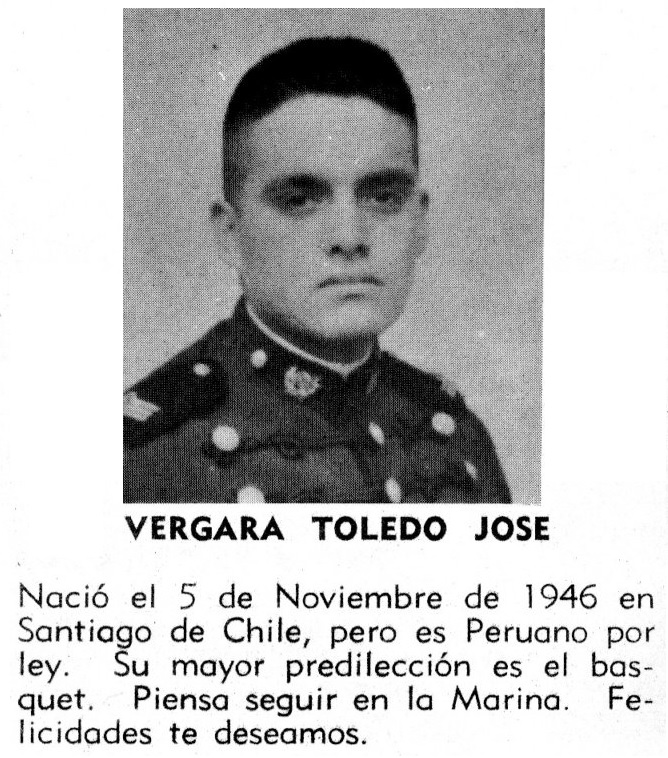 VERGARA TOLEDO JOSE
Nació el 5 de Noviembre de 1946 en
Santiago de Chile, pero es Peruano por
ley. Su mayor predilección es el bas-
quet. Piensa seguir en la Marina. Fe-
licidades te deseamos.